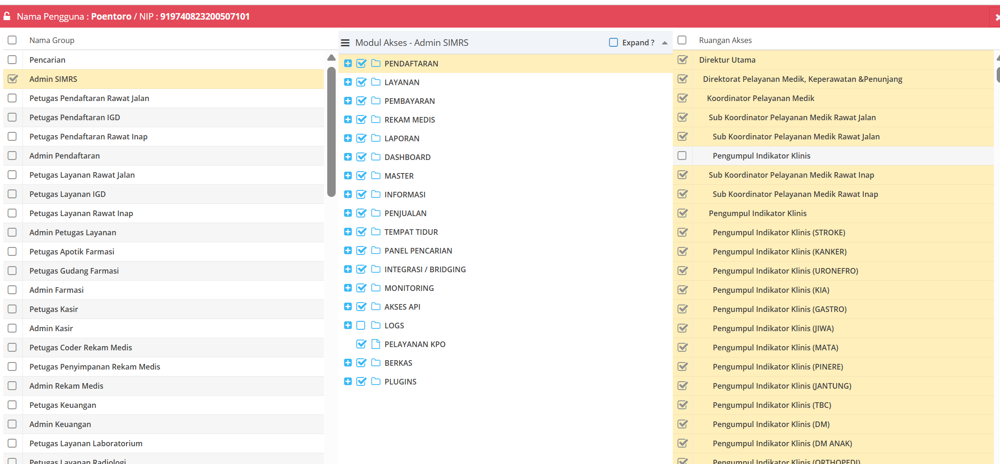 Nama Pengguna : Poentoro / NIP : 919740823200507101
Nama Group
Pencarian
Admin SIMRS
Petugas Pendaftaran Rawat Jalan
Petugas Pendaftaran IGD
Petugas Pendaftaran Rawat Inap
Admin Pendaftaran
Petugas Layanan Rawat Jalan
Petugas Layanan IGD
Petugas Layanan Rawat Inap
Admin Petugas Layanan
Petugas Apotik Farmasi
Petugas Gudang Farmasi
Admin Farmasi
Petugas Kasir
Admin Kasir
Petugas Coder Rekam Medis
Petugas Penyimpanan Rekam Medis
Admin Rekam Medis
Petugas Keuangan
Admin Keuangan
Petugas Layanan Laboratorium
Petugas Layanan Radiologi
Modul Akses - Admin SIMRS
Expand ?
PENDAFTARAN
LAYANAN
PEMBAYARAN
REKAM MEDIS
LAPORAN
DASHBOARD
MASTER
INFORMASI
PENJUALAN
TEMPAT TIDUR
PANEL PENCARIAN
INTEGRASI / BRIDGING
MONITORING
AKSES API
LOGS
PELAYANAN KPO
BERKAS
PLUGINS
Ruangan Akses
Direktur Utama
Direktorat Pelayanan Medik, Keperawatan &Penunjang
Koordinator Pelayanan Medik
Sub Koordinator Pelayanan Medik Rawat Jalan
Sub Koordinator Pelayanan Medik Rawat Jalan
Pengumpul Indikator Klinis
Sub Koordinator Pelayanan Medik Rawat Inap
Sub Koordinator Pelayanan Medik Rawat Inap
Pengumpul Indikator Klinis
Pengumpul Indikator Klinis (STROKE)
Pengumpul Indikator Klinis (KANKER)
Pengumpul Indikator Klinis (URONEFRO)
Pengumpul Indikator Klinis (KIA)
Pengumpul Indikator Klinis (GASTRO)
Pengumpul Indikator Klinis (JIWA)
Pengumpul Indikator Klinis (MATA)
Pengumpul Indikator Klinis (PINERE)
Pengumpul Indikator Klinis (JANTUNG)
Pengumpul Indikator Klinis (TBC)
Pengumpul Indikator Klinis (DM)
Pengumpul Indikator Klinis (DM ANAK)
Pengumpul Indikator Klinis (ORTHOPEDI)